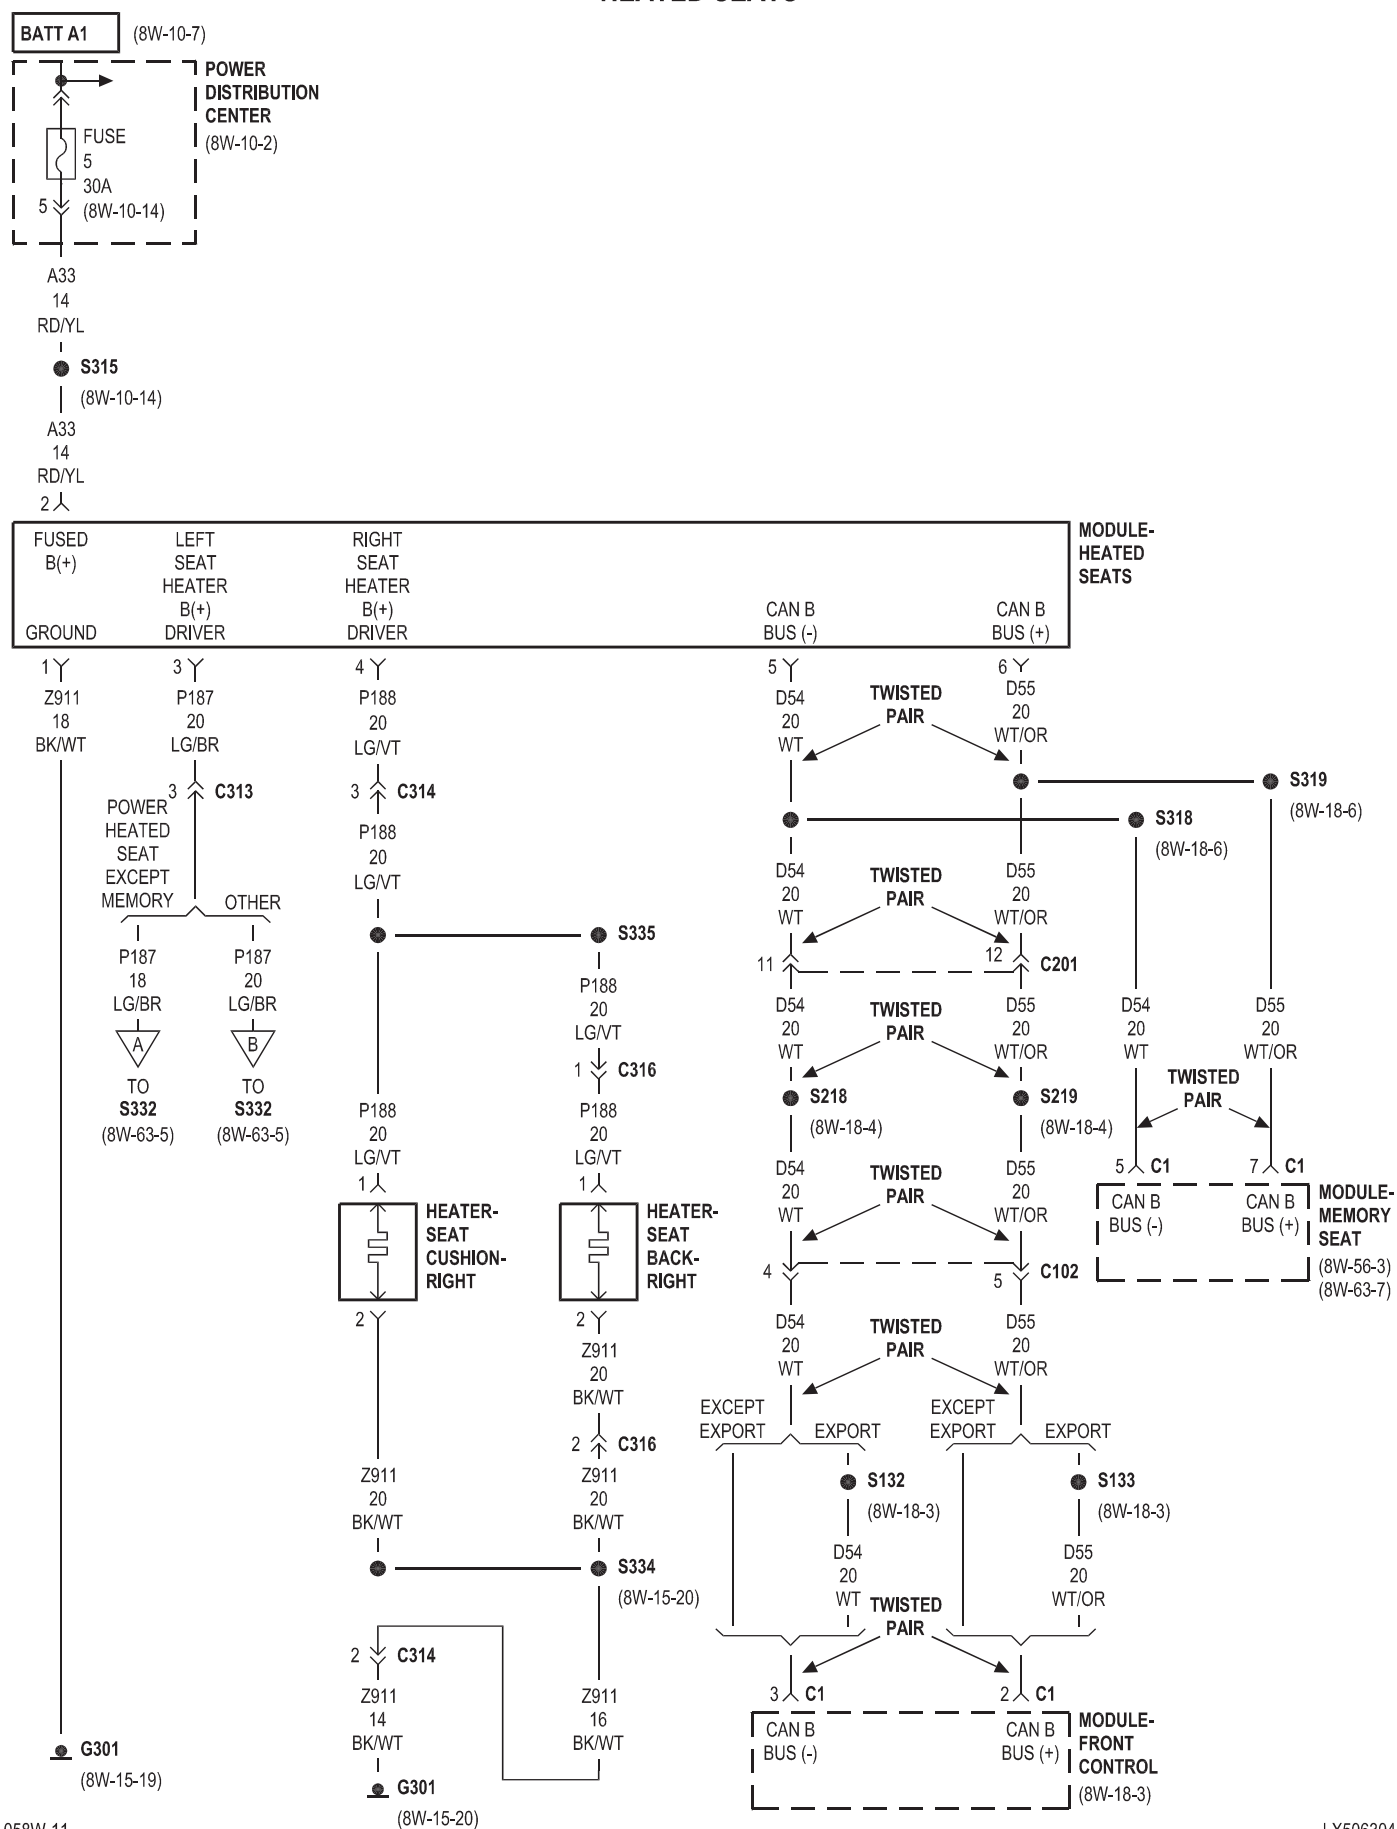 BATT A1 (8W-10-7)
POWER
DISTRIBUTION
CENTER
(8W-10-2)
FUSE
5
30A
5 (8W-10-14)
A33
14
RD/YL
S315
(8W-10-14)
A33
14
RD/YL
2
FUSED
B(+)
GROUND
LEFT
SEAT
HEATER
B(+)
DRIVER
RIGHT
SEAT
HEATER
B(+)
DRIVER
CAN B
BUS (-)
CAN B
BUS (+)
MODULE-
HEATED
SEATS
1
Z911
18
BK/WT
G301
(8W-15-19)
3
P187
20
LG/BR
3 C313
POWER
HEATED
SEAT
EXCEPT
MEMORY
OTHER
P187
18
LG/BR
A
TO
S332
(8W-63-5)
P187
20
LG/BR
B
TO
S332
(8W-63-5)
4
P188
20
LG/VT
3 C314
P188
20
LG/VT
S335
P188
20
LG/VT
1 C316
P188
20
LG/VT
1
P188
20
LG/VT
1
HEATER-
SEAT
CUSHION-
RIGHT
HEATER-
SEAT
BACK-
RIGHT
2
2
Z911
20
BK/WT
2 C316
Z911
20
BK/WT
Z911
20
BK/WT
S334
(8W-15-20)
2 C314
Z911
14
BK/WT
Z911
16
BK/WT
G301
(8W-15-20)
5
D54
20
WT
TWISTED
PAIR
6
D55
20
WT/OR
S319
(8W-18-6)
S318
(8W-18-6)
D54
20
WT
TWISTED
PAIR
D55
20
WT/OR
11
12 C201
D54
20
WT
TWISTED
PAIR
D55
20
WT/OR
D54
20
WT
D55
20
WT/OR
TWISTED
PAIR
S218
(8W-18-4)
S219
(8W-18-4)
5 C1
7 C1
CAN B
BUS (-)
CAN B
BUS (+)
MODULE-
MEMORY
SEAT
(8W-56-3)
(8W-63-7)
D54
20
WT
TWISTED
PAIR
D55
20
WT/OR
4
5 C102
D54
20
WT
TWISTED
PAIR
D55
20
WT/OR
EXCEPT
EXPORT
EXPORT
EXCEPT
EXPORT
EXPORT
S132
(8W-18-3)
S133
(8W-18-3)
D54
20
WT
TWISTED
PAIR
D55
20
WT/OR
3 C1
2 C1
CAN B
BUS (-)
CAN B
BUS (+)
MODULE-
FRONT
CONTROL
(8W-18-3)